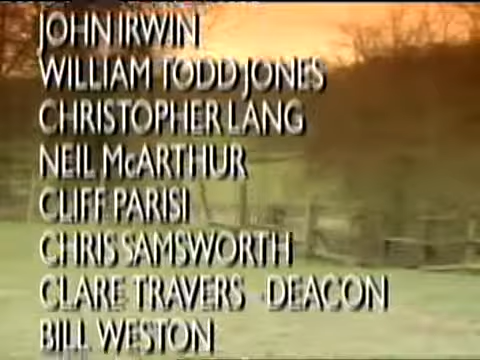 JOHN IRWIN
WILLIAM TODD JONES
CHRISTOPHER LANG
NEIL McARTHUR
CLIFF PARISI
CHRIS SAMSWORTH
CLARE TRAVERS - DEACON
BILL WESTON